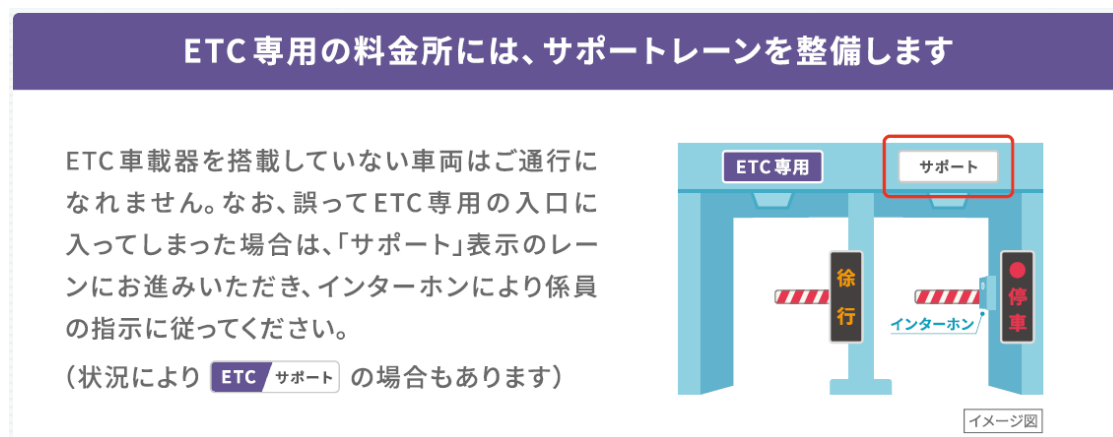 ETC専用の料金所には、サポートレーンを整備します
ETC車載器を搭載していない車両はご通行に
なれません。なお、誤ってETC専用の入口に
入ってしまった場合は、「サポート」表示のレー
ンにお進みいただき、インターホンにより係員
の指示に従ってください。
（状況により ETC サポート の場合もあります）
ETC専用
サポート
徐行
インターホン
停車
イメージ図